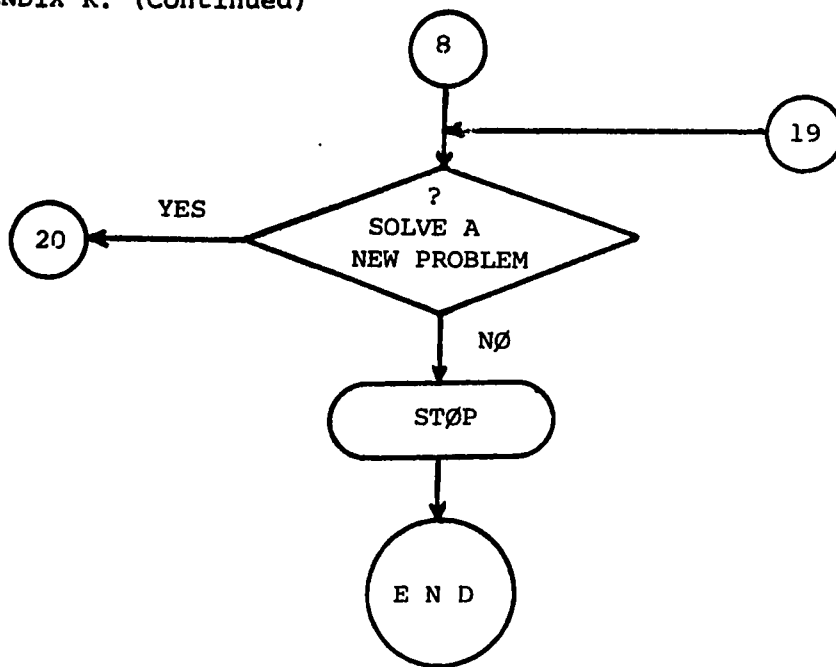 NDIX R. (Continued)
8
19
?
SOLVE A
NEW PROBLEM
YES
20
NØ
STØP
E N D